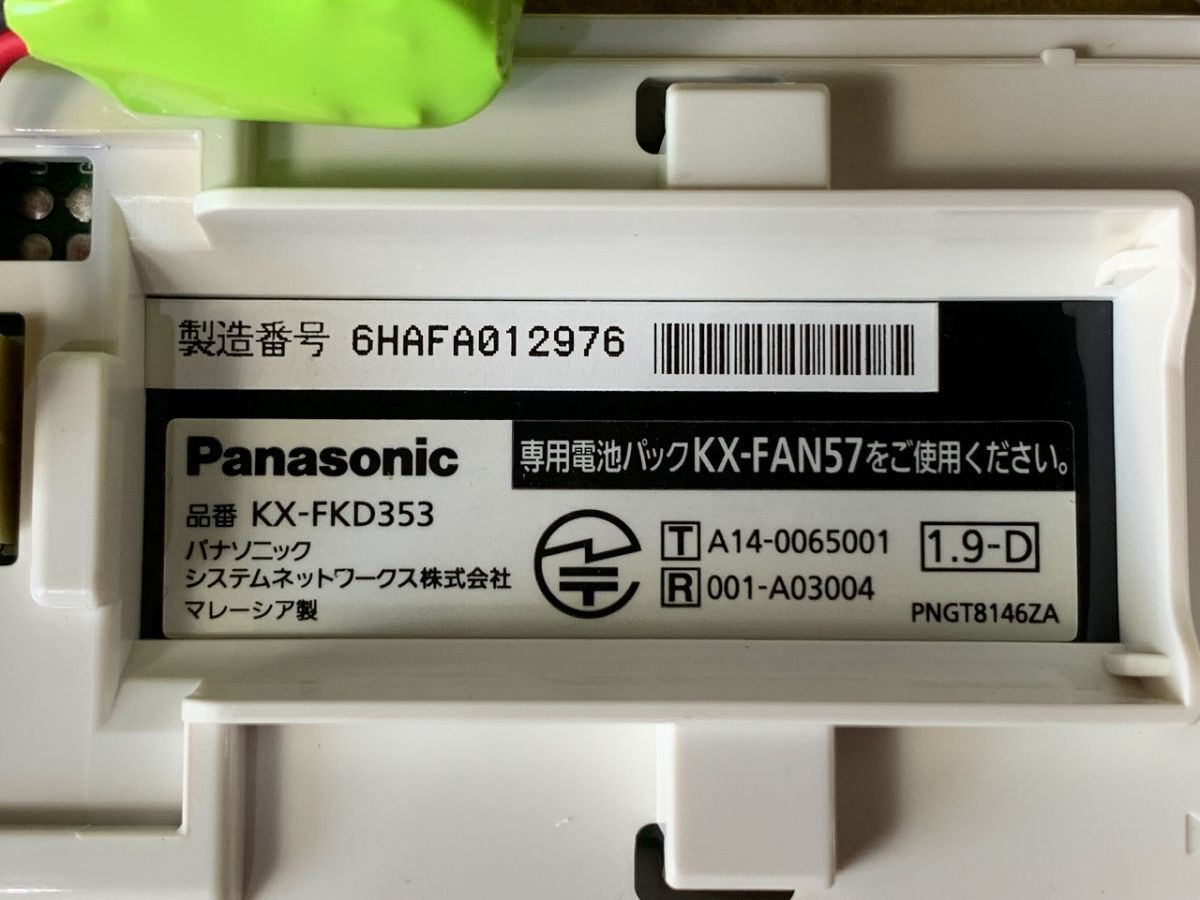 製造番号 6HAFA012976
Panasonic 専用電池パックKX-FAN57をご使用ください。
品番 KX-FKD353
パナソニック
システムネットワークス株式会社
マレーシア製
T A14-0065001
R 001-A03004
1.9-D
PNGT8146ZA